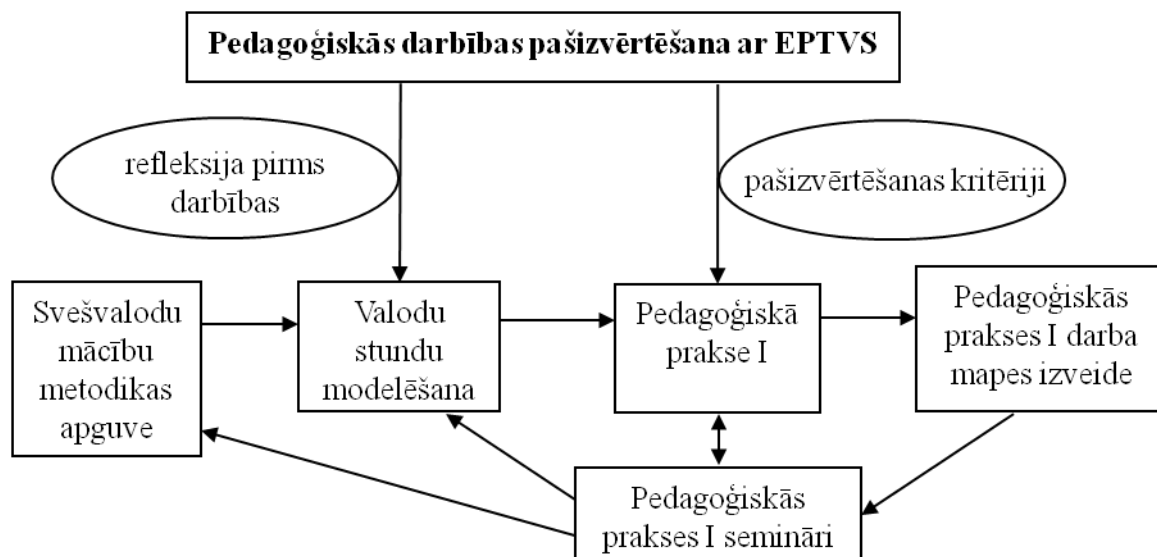 Pedagoģiskās darbības pašizvērtēšana ar EPTVS
refleksija pirms
darbības
pašizvērtēšanas kritēriji
Svešvalodu
mācību
metodikas
apguve
Valodu
stundu
modelēšana
Pedagoģiskā
prakse I
Pedagoģiskās
prakses I darba
mapes izveide
Pedagoģiskās
prakses I semināri